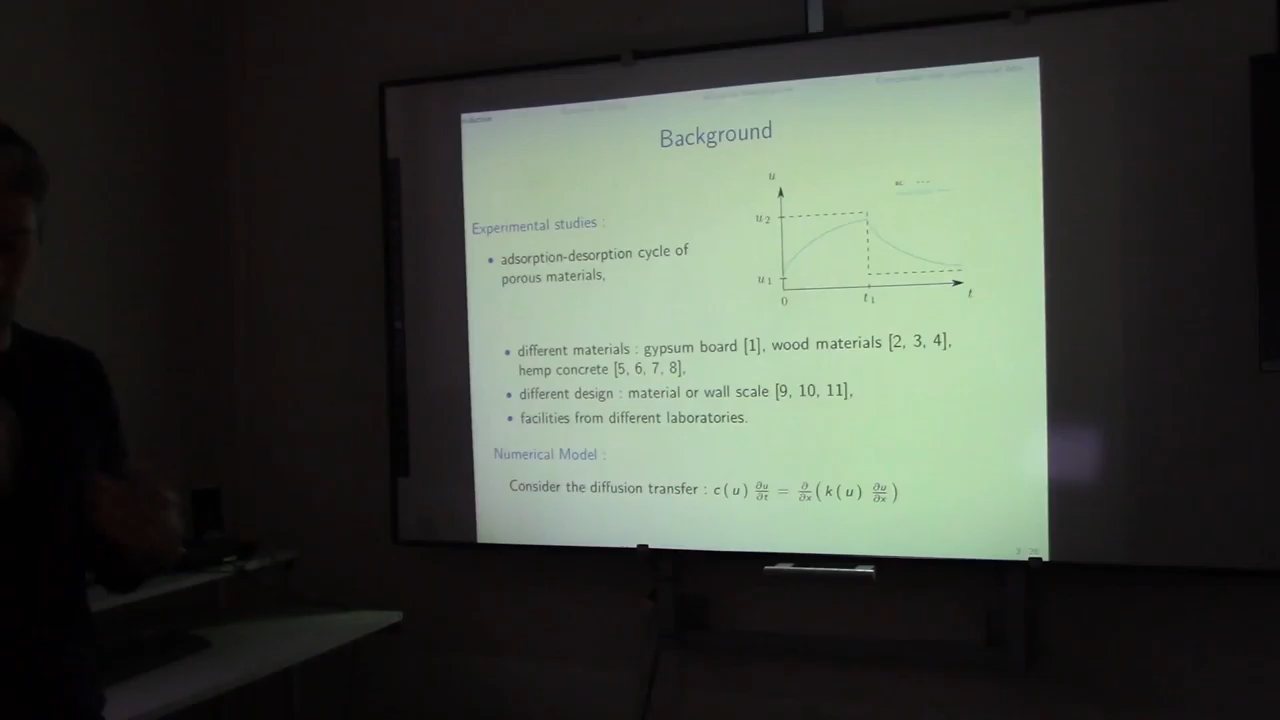 Background
u
u2
u1
0
t1
t
Experimental studies :
• adsorption-desorption cycle of
porous materials,
• different materials : gypsum board [1], wood materials [2, 3, 4],
hemp concrete [5, 6, 7, 8],
• different design : material or wall scale [9, 10, 11],
• facilities from different laboratories.
Numerical Model :
Consider the diffusion transfer : c(u) ∂u/∂t = ∂/∂x (k(u) ∂u/∂x)